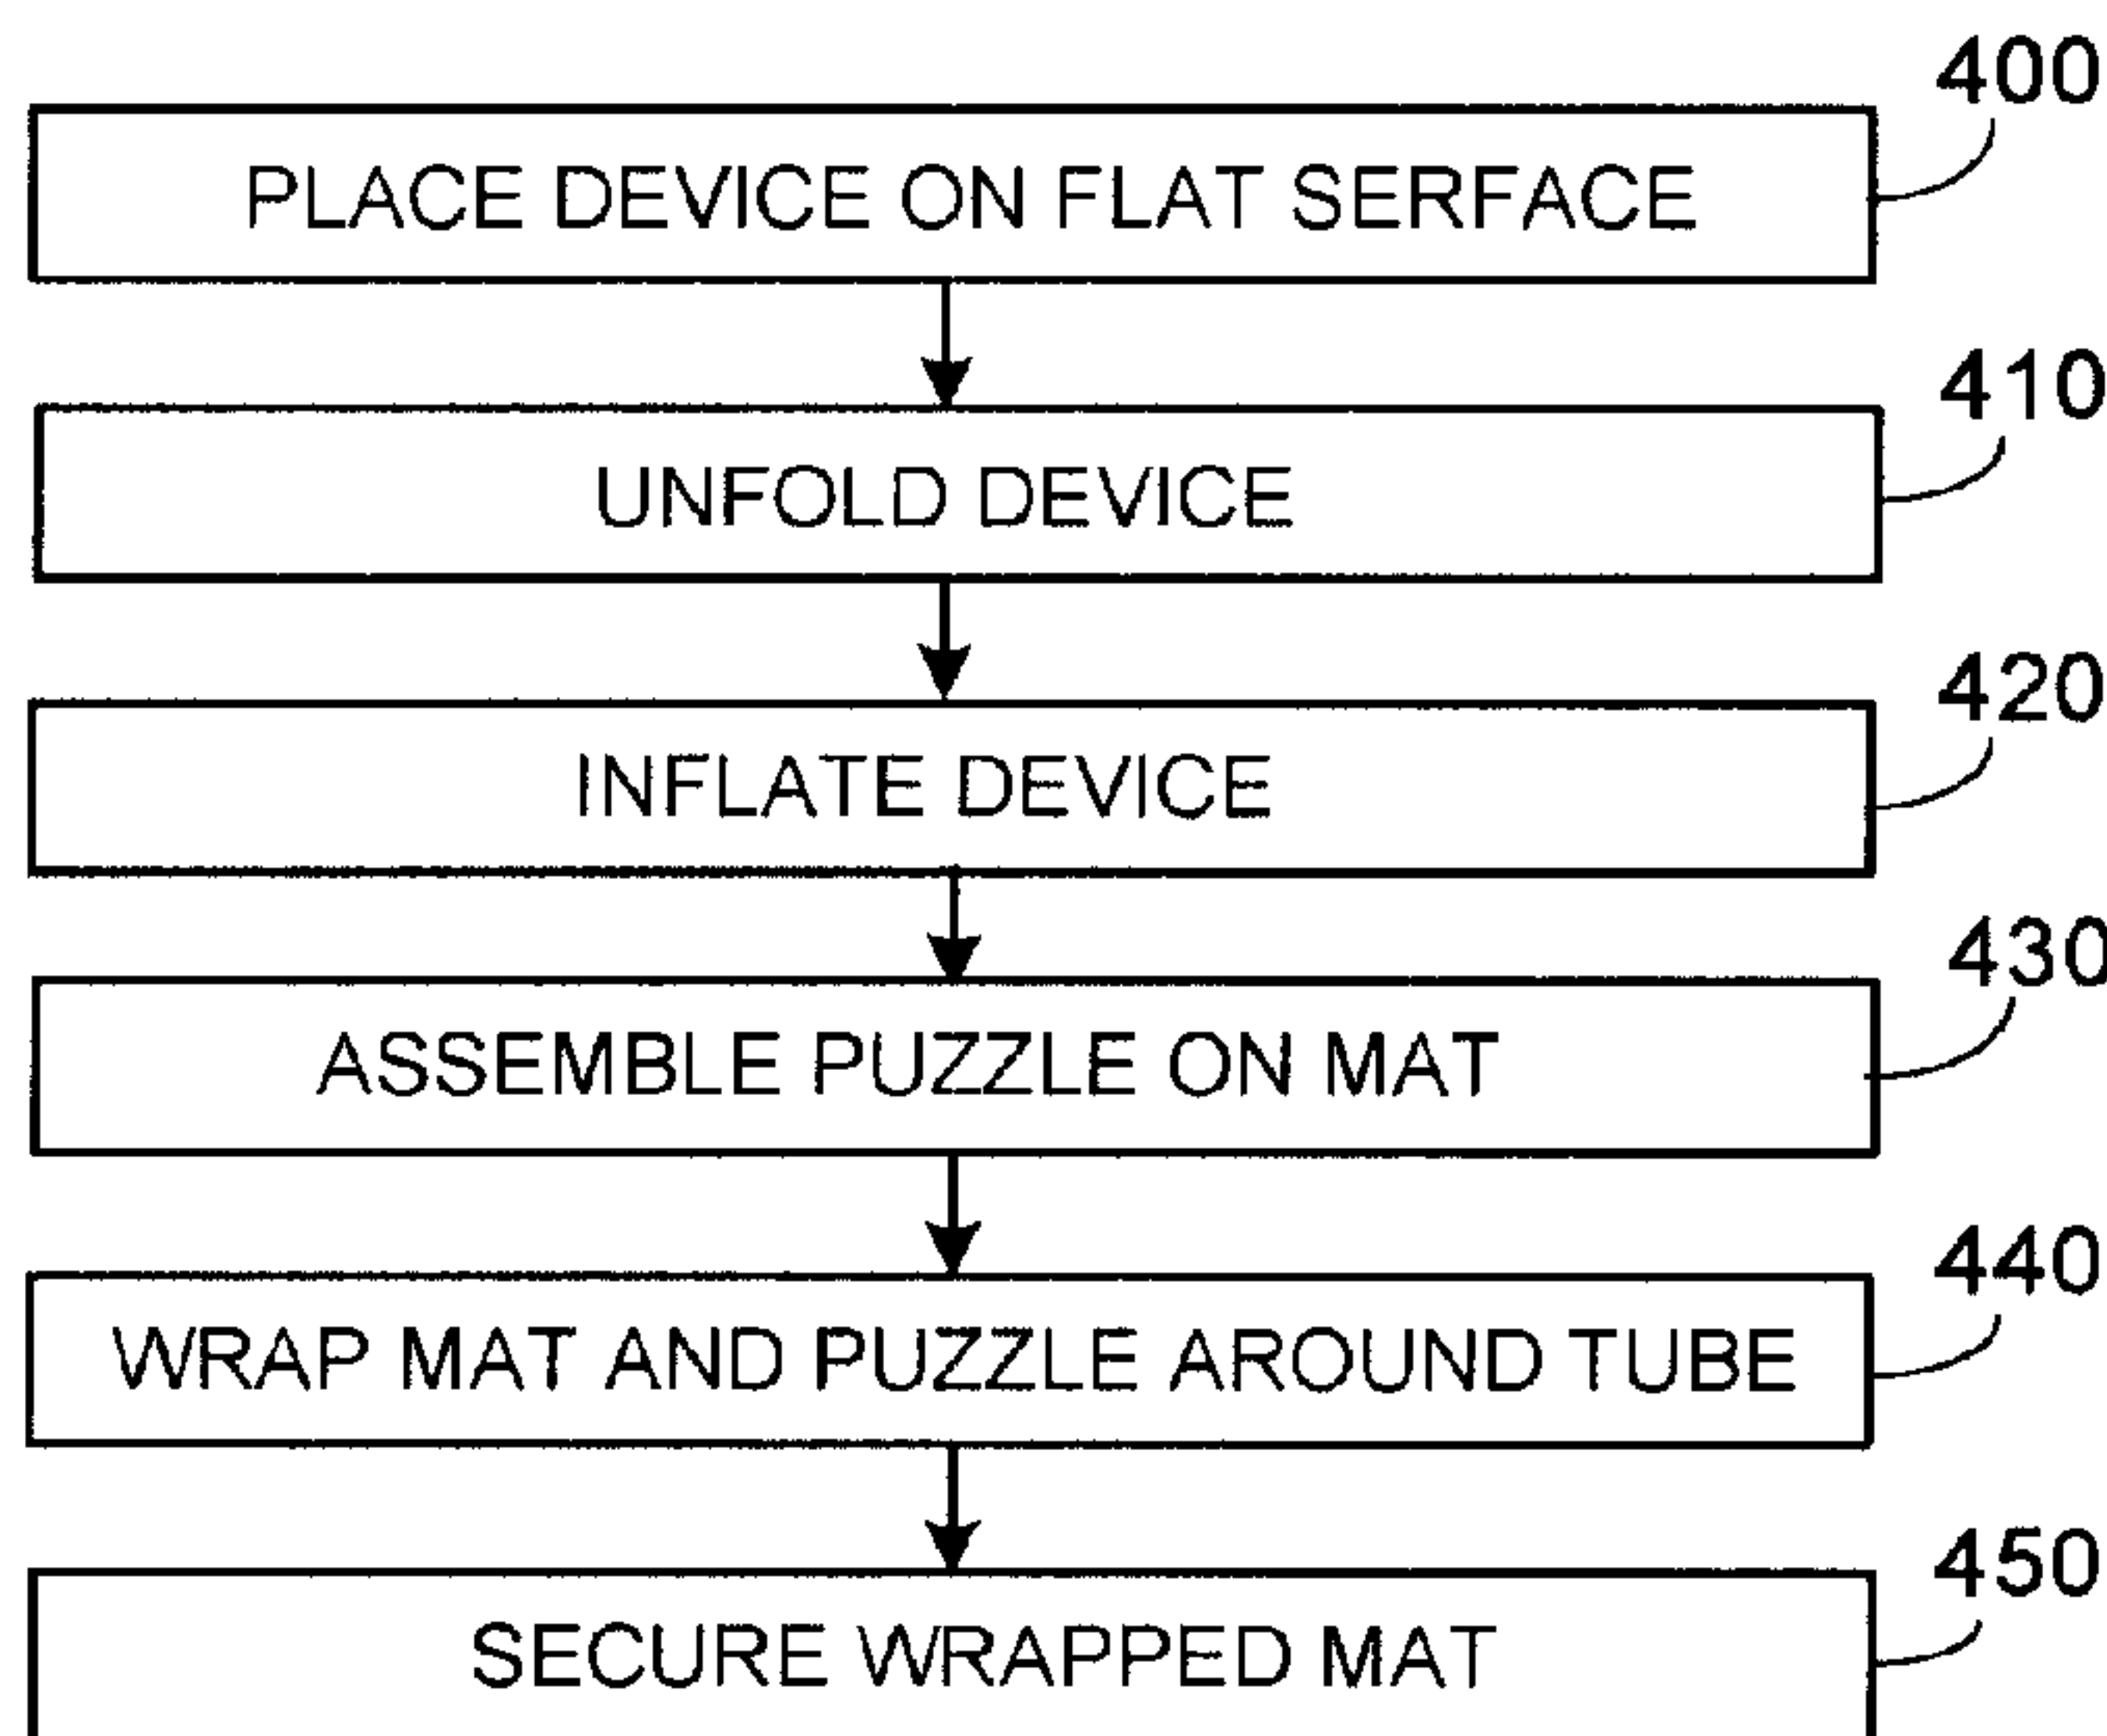 400
PLACE DEVICE ON FLAT SERFACE
410
UNFOLD DEVICE
420
INFLATE DEVICE
430
ASSEMBLE PUZZLE ON MAT
440
WRAP MAT AND PUZZLE AROUND TUBE
450
SECURE WRAPPED MAT